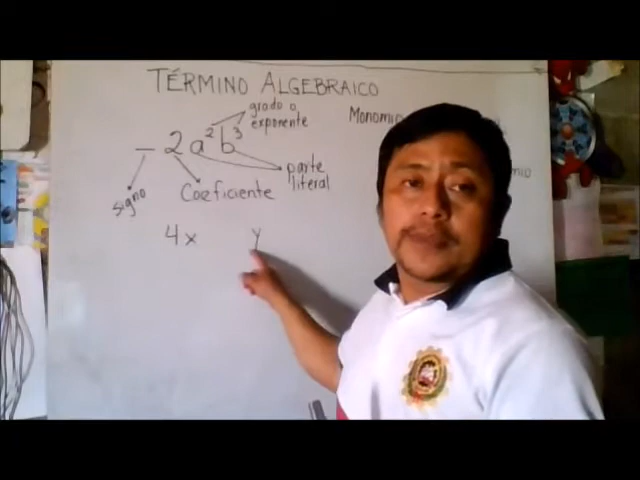 TÉRMINO ALGEBRAICO
grado o
exponente
Monomio
- 2a²b³
parte
literal
signo
Coeficiente
4x
y